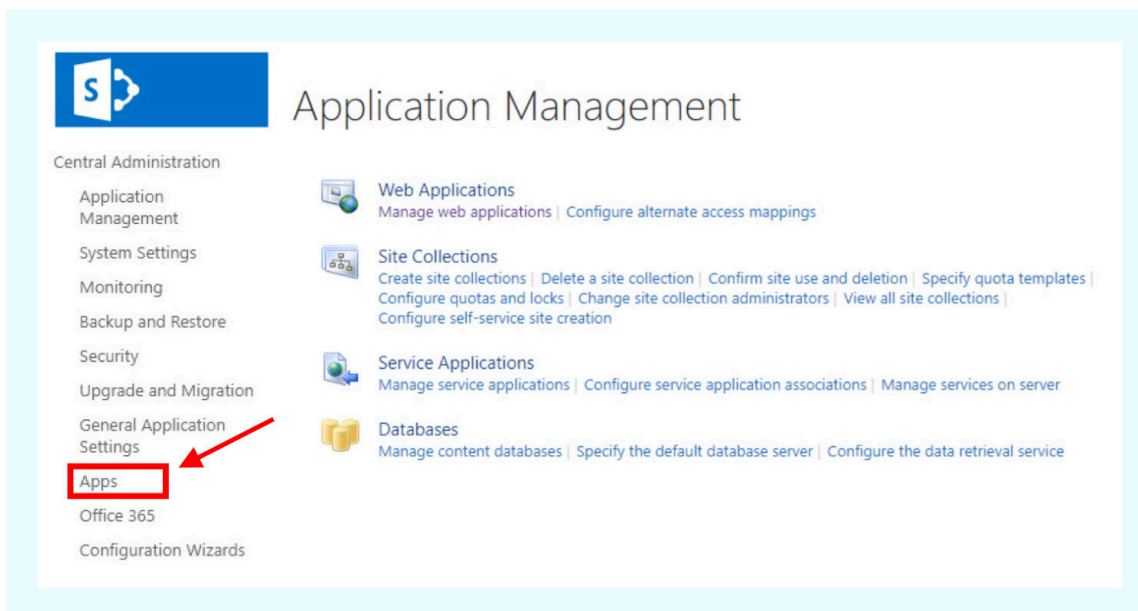 S
Application Management
Central Administration
Application
Management
System Settings
Monitoring
Backup and Restore
Security
Upgrade and Migration
General Application
Settings
Apps
Office 365
Configuration Wizards
Web Applications
Manage web applications | Configure alternate access mappings
Site Collections
Create site collections | Delete a site collection | Confirm site use and deletion | Specify quota templates |
Configure quotas and locks | Change site collection administrators | View all site collections |
Configure self-service site creation
Service Applications
Manage service applications | Configure service application associations | Manage services on server
Databases
Manage content databases | Specify the default database server | Configure the data retrieval service